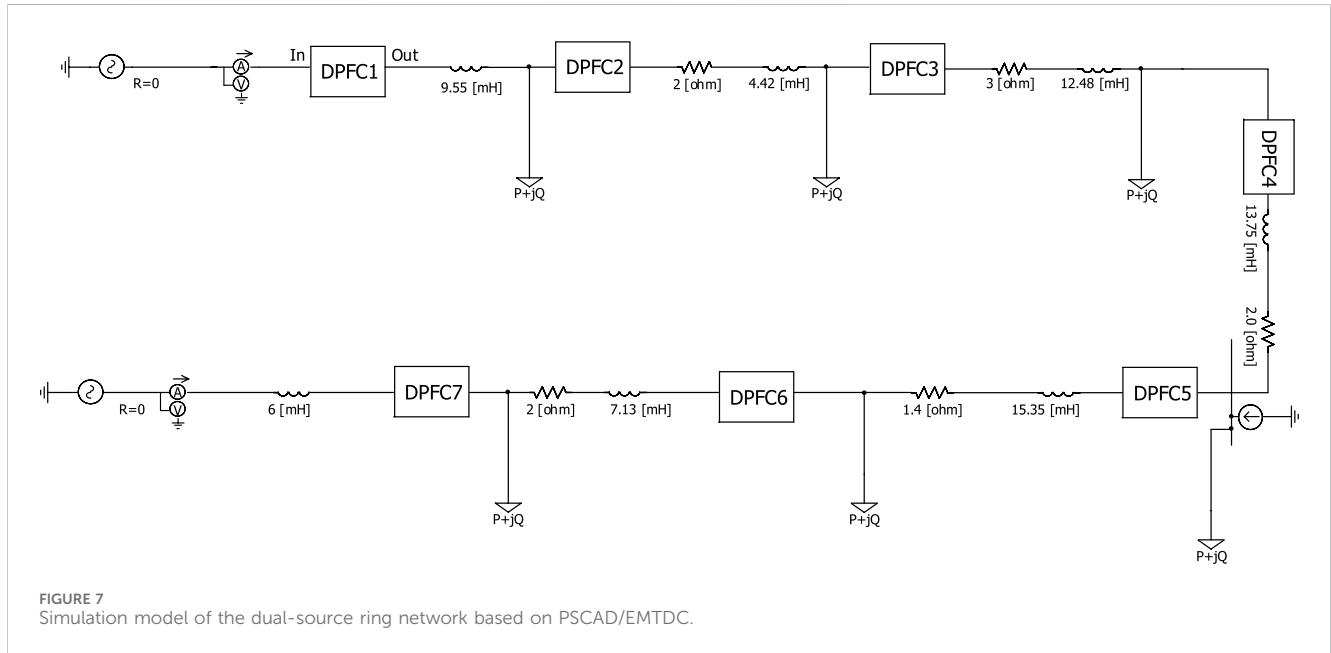 In
Out
DPFC1
DPFC2
DPFC3
R=0
A
V
9.55 [mH]
2 [ohm]
4.42 [mH]
3 [ohm]
12.48 [mH]
P+jQ
P+jQ
P+jQ
DPFC4
13.75 [mH]
2.0 [ohm]
R=0
A
V
6 [mH]
DPFC7
2 [ohm]
7.13 [mH]
DPFC6
1.4 [ohm]
15.35 [mH]
DPFC5
P+jQ
P+jQ
P+jQ
FIGURE 7
Simulation model of the dual-source ring network based on PSCAD/EMTDC.